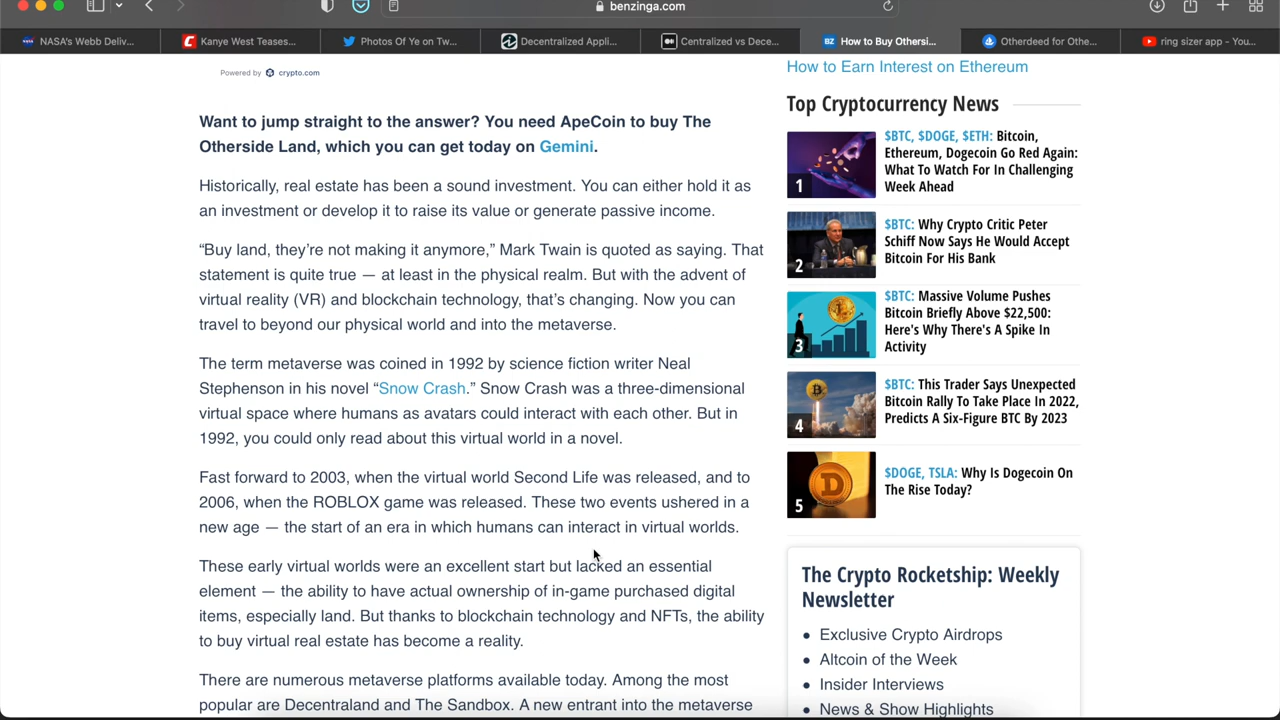 benzinga.com
NASA's Webb Deliv...
Kanye West Teases...
Photos Of Ye on Tw...
Decentralized Appli...
Centralized vs Dece...
BZ
How to Buy Othersi...
Otherdeed for Othe...
ring sizer app - You...
Powered by crypto.com
Want to jump straight to the answer? You need ApeCoin to buy The
Otherside Land, which you can get today on Gemini.
Historically, real estate has been a sound investment. You can either hold it as
an investment or develop it to raise its value or generate passive income.
“Buy land, they’re not making it anymore,” Mark Twain is quoted as saying. That
statement is quite true — at least in the physical realm. But with the advent of
virtual reality (VR) and blockchain technology, that’s changing. Now you can
travel to beyond our physical world and into the metaverse.
The term metaverse was coined in 1992 by science fiction writer Neal
Stephenson in his novel “Snow Crash.” Snow Crash was a three-dimensional
virtual space where humans as avatars could interact with each other. But in
1992, you could only read about this virtual world in a novel.
Fast forward to 2003, when the virtual world Second Life was released, and to
2006, when the ROBLOX game was released. These two events ushered in a
new age — the start of an era in which humans can interact in virtual worlds.
These early virtual worlds were an excellent start but lacked an essential
element — the ability to have actual ownership of in-game purchased digital
items, especially land. But thanks to blockchain technology and NFTs, the ability
to buy virtual real estate has become a reality.
There are numerous metaverse platforms available today. Among the most
popular are Decentraland and The Sandbox. A new entrant into the metaverse
How to Earn Interest on Ethereum
Top Cryptocurrency News
1
$BTC, $DOGE, $ETH: Bitcoin,
Ethereum, Dogecoin Go Red Again:
What To Watch For In Challenging
Week Ahead
2
$BTC: Why Crypto Critic Peter
Schiff Now Says He Would Accept
Bitcoin For His Bank
3
$BTC: Massive Volume Pushes
Bitcoin Briefly Above $22,500:
Here's Why There's A Spike In
Activity
4
$BTC: This Trader Says Unexpected
Bitcoin Rally To Take Place In 2022,
Predicts A Six-Figure BTC By 2023
5
$DOGE, TSLA: Why Is Dogecoin On
The Rise Today?
The Crypto Rocketship: Weekly
Newsletter
• Exclusive Crypto Airdrops
• Altcoin of the Week
• Insider Interviews
• News & Show Highlights